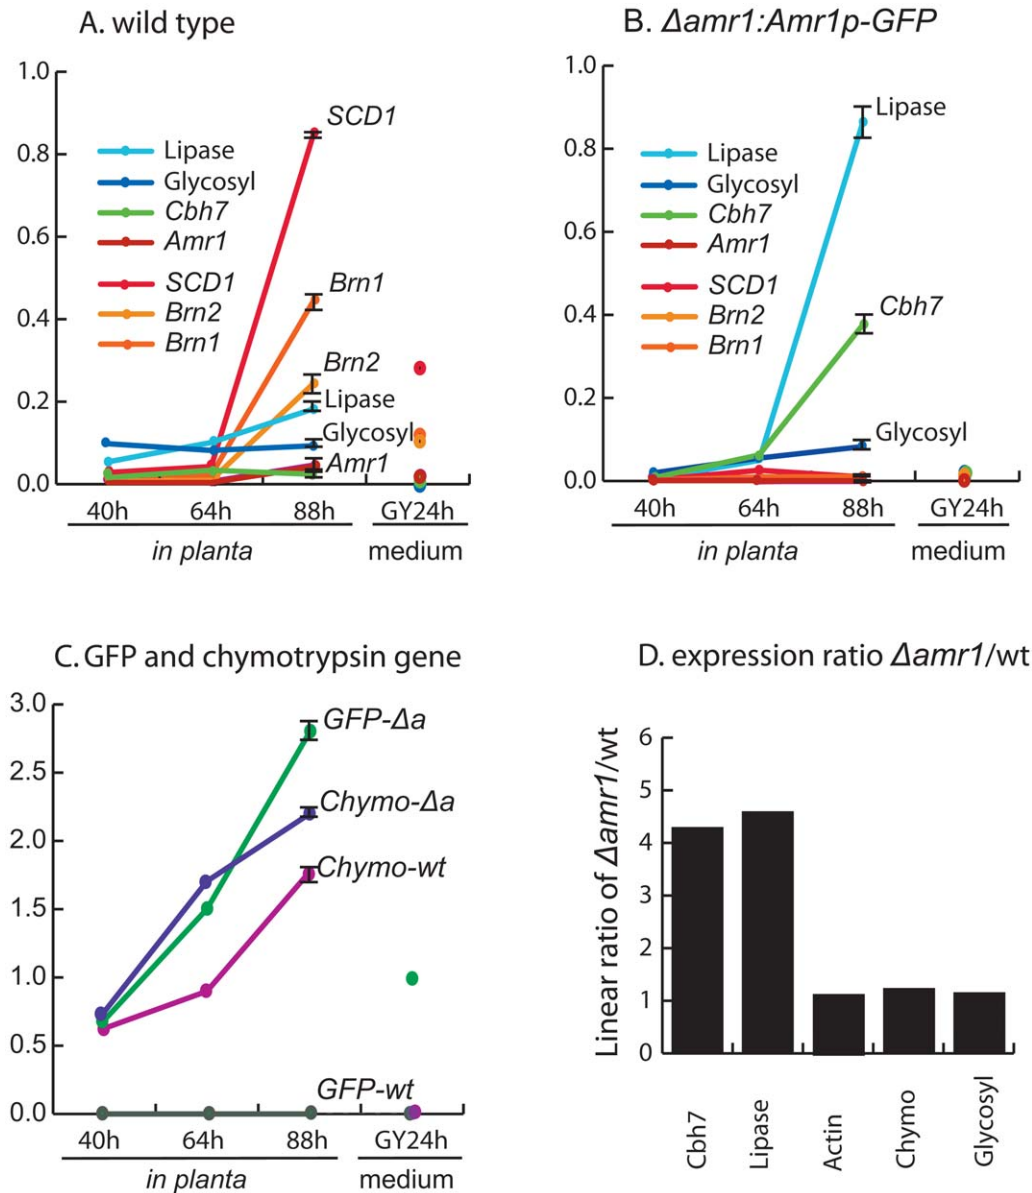 A. wild type
1.0
0.8
0.6
0.4
0.2
0.0
Lipase
Glycosyl
Cbh7
Amr1
SCD1
Brn2
Brn1
SCD1
Brn1
Brn2
Lipase
Glycosyl
Amr1
40h 64h 88h GY24h
in planta medium
B. Δamr1:Amr1p-GFP
1.0
0.8
0.6
0.4
0.2
0.0
Lipase
Glycosyl
Cbh7
Amr1
SCD1
Brn2
Brn1
Lipase
Cbh7
Glycosyl
40h 64h 88h GY24h
in planta medium
C. GFP and chymotrypsin gene
3.0
2.5
2.0
1.5
1.0
0.5
0.0
GFP-Δa
Chymo-Δa
Chymo-wt
GFP-wt
40h 64h 88h GY24h
in planta medium
D. expression ratio Δamr1/wt
Linear ratio of Δamr1/wt
6
5
4
3
2
1
0
Cbh7
Lipase
Actin
Chymo
Glycosyl